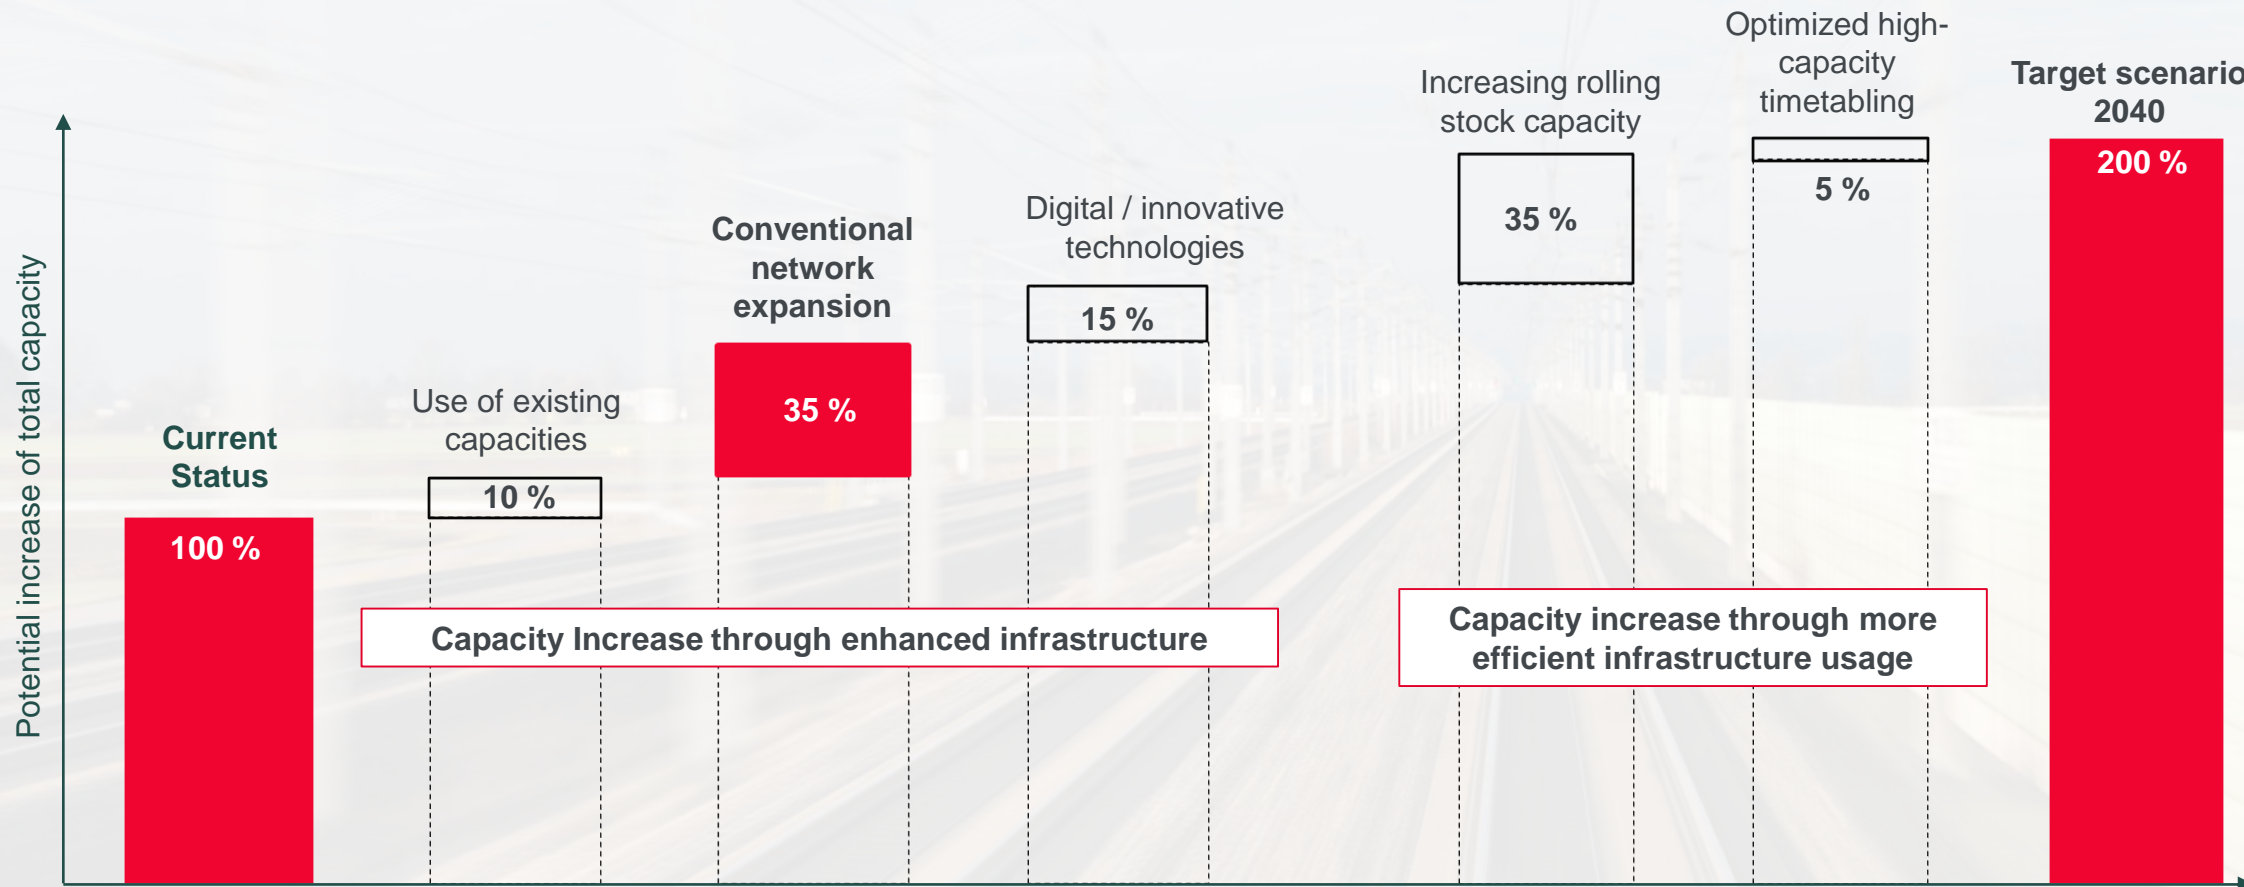 Potential increase of total capacity
Current
Status
100 %
Use of existing
capacities
10 %
Conventional
network
expansion
35 %
Digital / innovative
technologies
15 %
Capacity Increase through enhanced infrastructure
Increasing rolling
stock capacity
35 %
Optimized high-
capacity
timetabling
5 %
Capacity increase through more
efficient infrastructure usage
Target scenario
2040
200 %